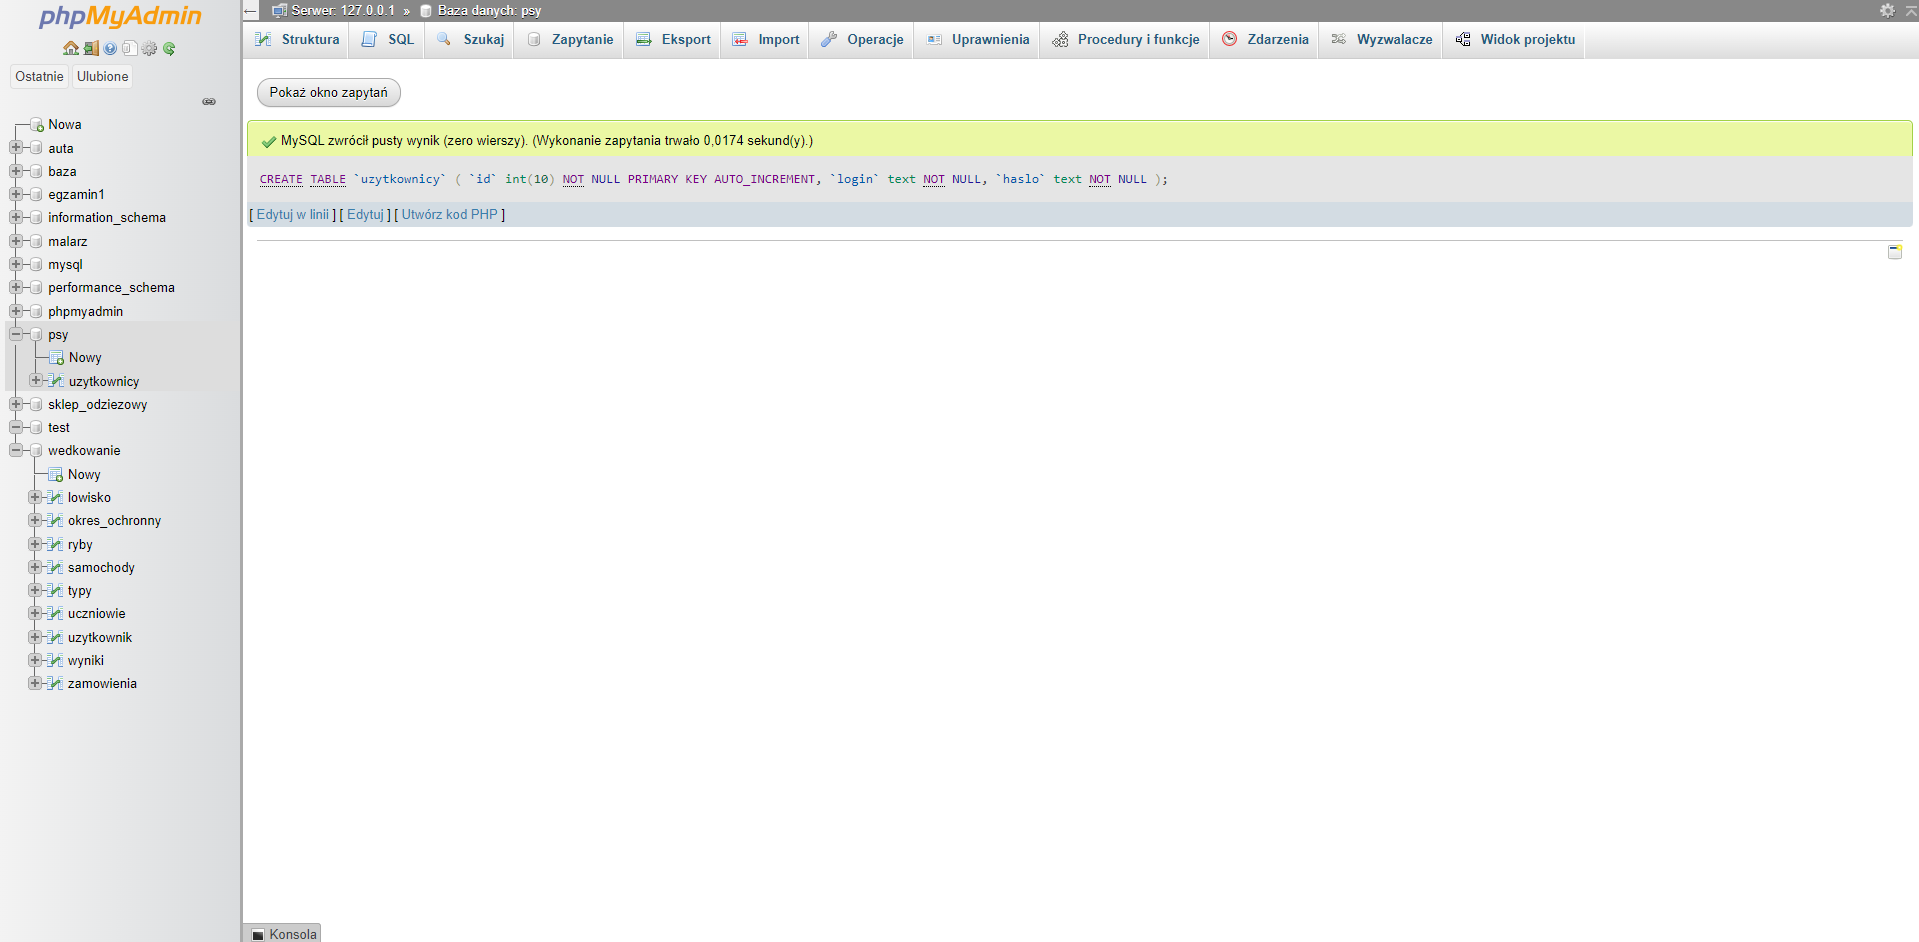 phpMyAdmin
Ostatnie Ulubione
Nowa
auta
baza
egzamin1
information_schema
malarz
mysql
performance_schema
phpmyadmin
psy
Nowy
uzytkownicy
sklep_odziezowy
test
wedkowanie
Nowy
lowisko
okres_ochronny
ryby
samochody
typy
uczniowie
uzytkownik
wyniki
zamowienia
Serwer: 127.0.0.1 » Baza danych: psy
Struktura SQL Szukaj Zapytanie Eksport Import Operacje Uprawnienia Procedury i funkcje Zdarzenia Wyzwalacze Widok projektu
Pokaż okno zapytań
MySQL zwrócił pusty wynik (zero wierszy). (Wykonanie zapytania trwało 0,0174 sekund(y).)
CREATE TABLE `uzytkownicy` ( `id` int(10) NOT NULL PRIMARY KEY AUTO_INCREMENT, `login` text NOT NULL, `haslo` text NOT NULL );
[ Edytuj w linii ] [ Edytuj ] [ Utwórz kod PHP ]
Konsola